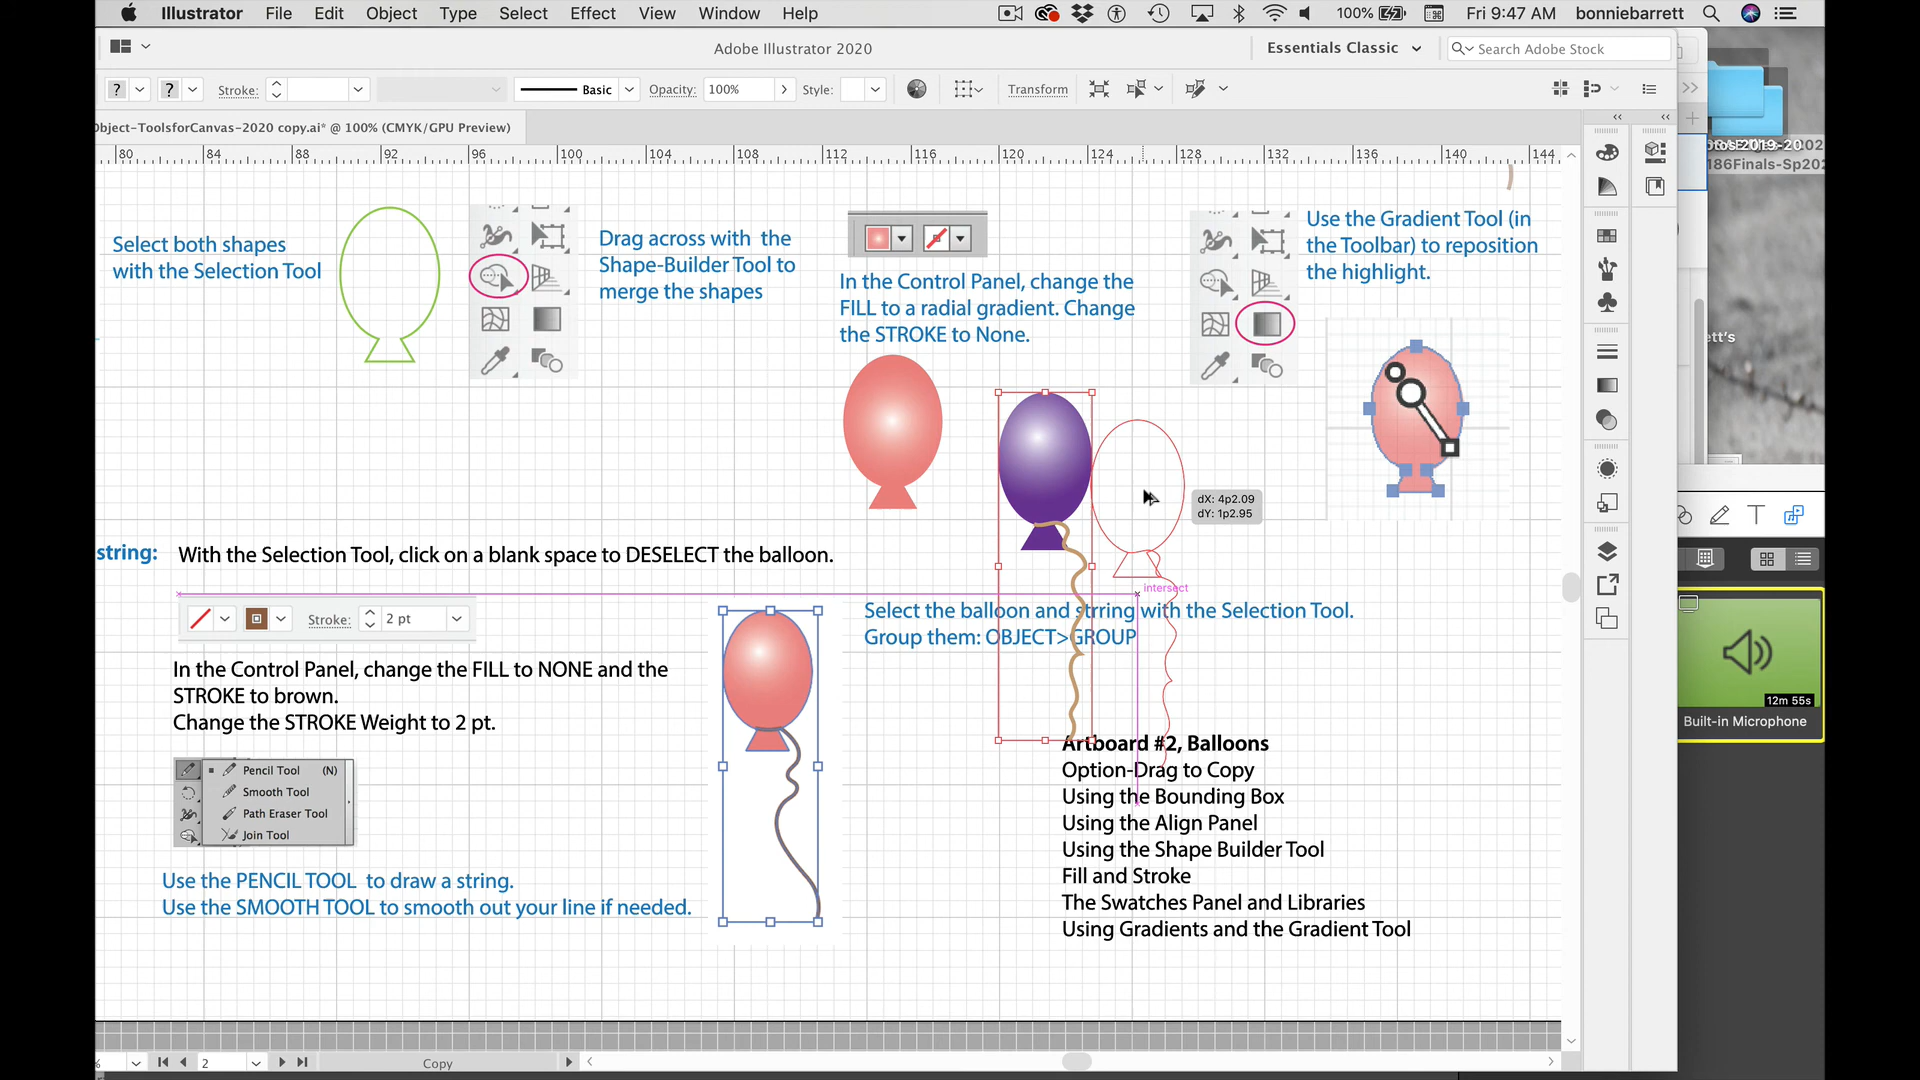 Illustrator File Edit Object Type Select Effect View Window Help 100% Fri 9:47 AM bonniebarrett
Adobe Illustrator 2020 Essentials Classic Search Adobe Stock
? ? Stroke: Basic Opacity: 100% Style: Transform
Object-ToolsforCanvas-2020 copy.ai* @ 100% (CMYK/GPU Preview)
80 84 88 92 96 100 104 108 112 116 120 124 128 132 136 140 144
Select both shapes
with the Selection Tool
Drag across with the
Shape-Builder Tool to
merge the shapes
In the Control Panel, change the
FILL to a radial gradient. Change
the STROKE to None.
Use the Gradient Tool (in
the Toolbar) to reposition
the highlight.
dX: 4p2.09
dY: 1p2.95
intersect
string: With the Selection Tool, click on a blank space to DESELECT the balloon.
Stroke: 2 pt
In the Control Panel, change the FILL to NONE and the
STROKE to brown.
Change the STROKE Weight to 2 pt.
Pencil Tool (N)
Smooth Tool
Path Eraser Tool
Join Tool
Use the PENCIL TOOL to draw a string.
Use the SMOOTH TOOL to smooth out your line if needed.
Select the balloon and strring with the Selection Tool.
Group them: OBJECT>GROUP
Artboard #2, Balloons
Option-Drag to Copy
Using the Bounding Box
Using the Align Panel
Using the Shape Builder Tool
Fill and Stroke
The Swatches Panel and Libraries
Using Gradients and the Gradient Tool
2 Copy
2019-20
186Finals-Sp202
ett's
T
12m 55s
Built-in Microphone